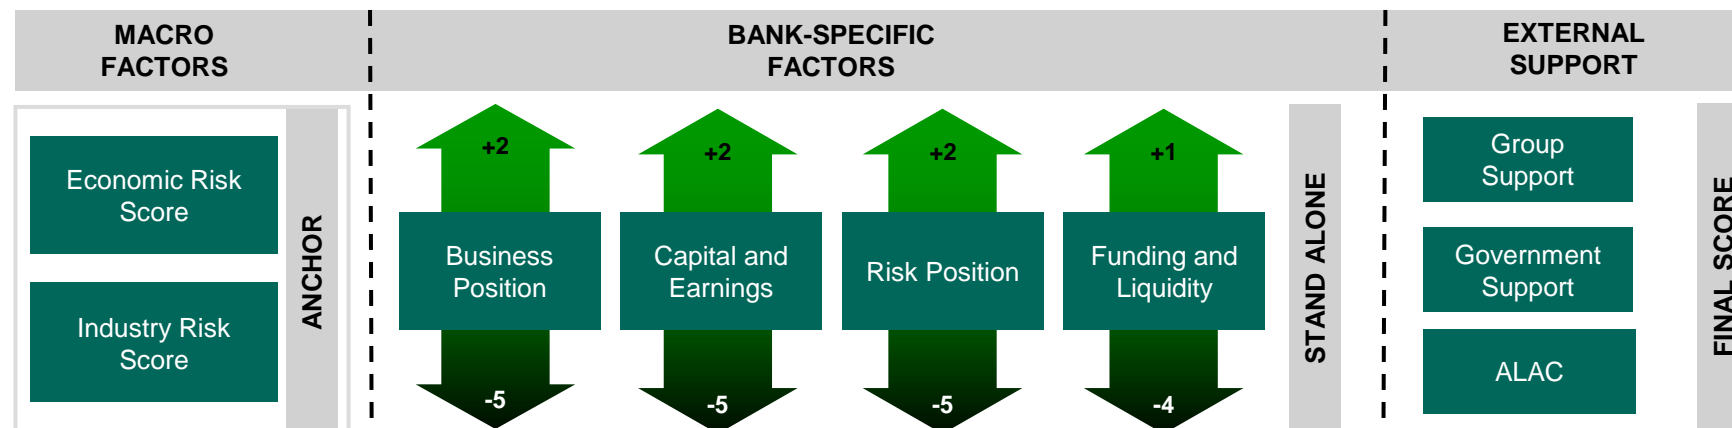 MACRO
FACTORS
BANK-SPECIFIC
FACTORS
EXTERNAL
SUPPORT
Economic Risk
Score
Industry Risk
Score
ANCHOR
+2
Business
Position
-5
+2
Capital and
Earnings
-5
+2
Risk Position
-5
+1
Funding and
Liquidity
-4
STAND ALONE
Group
Support
Government
Support
ALAC
FINAL SCORE